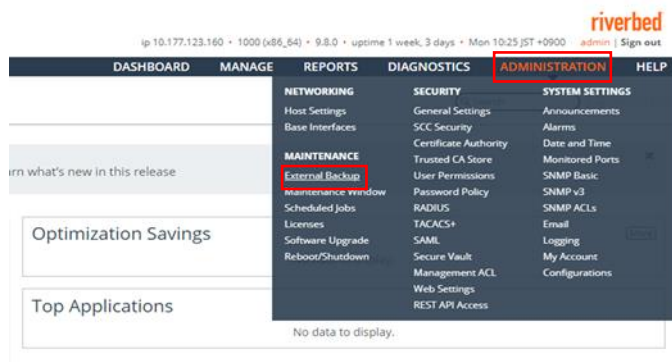 riverbed
ip 10.177.123.160 • 1000 (x86_64) • 9.8.0 • uptime 1 week, 3 days • Mon 10:25 JST +0900 admin | Sign out
DASHBOARD MANAGE REPORTS DIAGNOSTICS ADMINISTRATION HELP
NETWORKING
Host Settings
Base Interfaces
MAINTENANCE
External Backup
Maintenance Window
Scheduled Jobs
Licenses
Software Upgrade
Reboot/Shutdown
SECURITY
General Settings
SCC Security
Certificate Authority
Trusted CA Store
User Permissions
Password Policy
RADIUS
TACACS+
SAML
Secure Vault
Management ACL
Web Settings
REST API Access
SYSTEM SETTINGS
Announcements
Alarms
Date and Time
Monitored Ports
SNMP Basic
SNMP v3
SNMP ACLs
Email
Logging
My Account
Configurations
rn what's new in this release
Optimization Savings
Top Applications
No data to display.